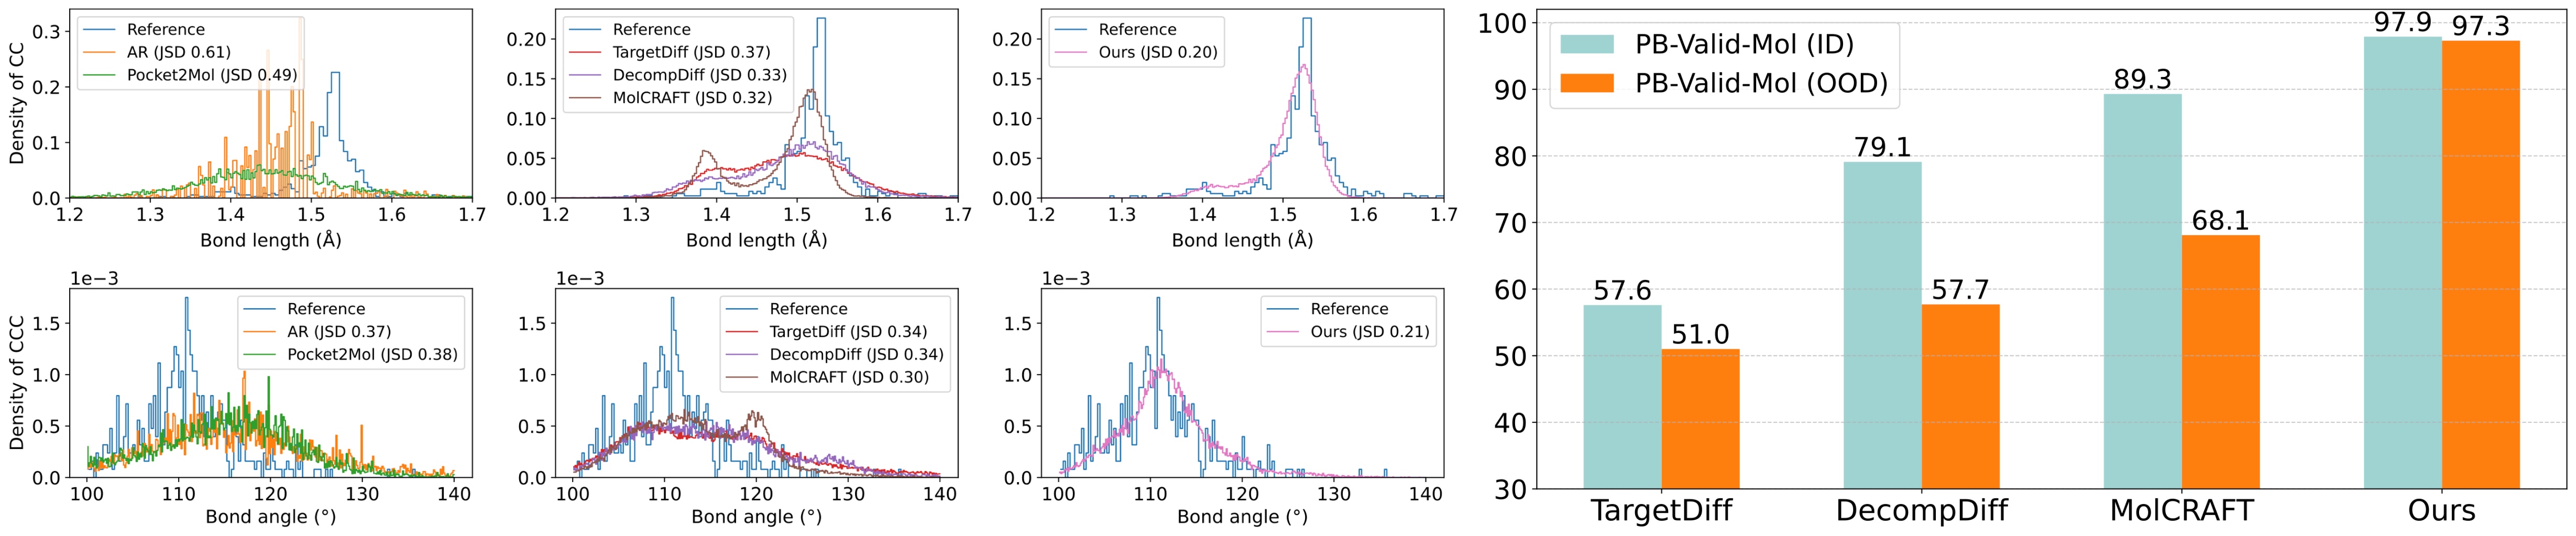 Density of CC
0.3
0.2
0.1
0.0
Reference
AR (JSD 0.61)
Pocket2Mol (JSD 0.49)
1.2 1.3 1.4 1.5 1.6 1.7
Bond length (Å)
0.20
0.15
0.10
0.05
0.00
Reference
TargetDiff (JSD 0.37)
DecompDiff (JSD 0.33)
MolCRAFT (JSD 0.32)
1.2 1.3 1.4 1.5 1.6 1.7
Bond length (Å)
0.20
0.15
0.10
0.05
0.00
Reference
Ours (JSD 0.20)
1.2 1.3 1.4 1.5 1.6 1.7
Bond length (Å)
Density of CCC
1e−3
1.5
1.0
0.5
0.0
Reference
AR (JSD 0.37)
Pocket2Mol (JSD 0.38)
100 110 120 130 140
Bond angle (°)
1e−3
1.5
1.0
0.5
0.0
Reference
TargetDiff (JSD 0.34)
DecompDiff (JSD 0.34)
MolCRAFT (JSD 0.30)
100 110 120 130 140
Bond angle (°)
1e−3
1.5
1.0
0.5
0.0
Reference
Ours (JSD 0.21)
100 110 120 130 140
Bond angle (°)
100
90
80
70
60
50
40
30
PB-Valid-Mol (ID)
PB-Valid-Mol (OOD)
57.6
51.0
79.1
57.7
89.3
68.1
97.9
97.3
TargetDiff DecompDiff MolCRAFT Ours